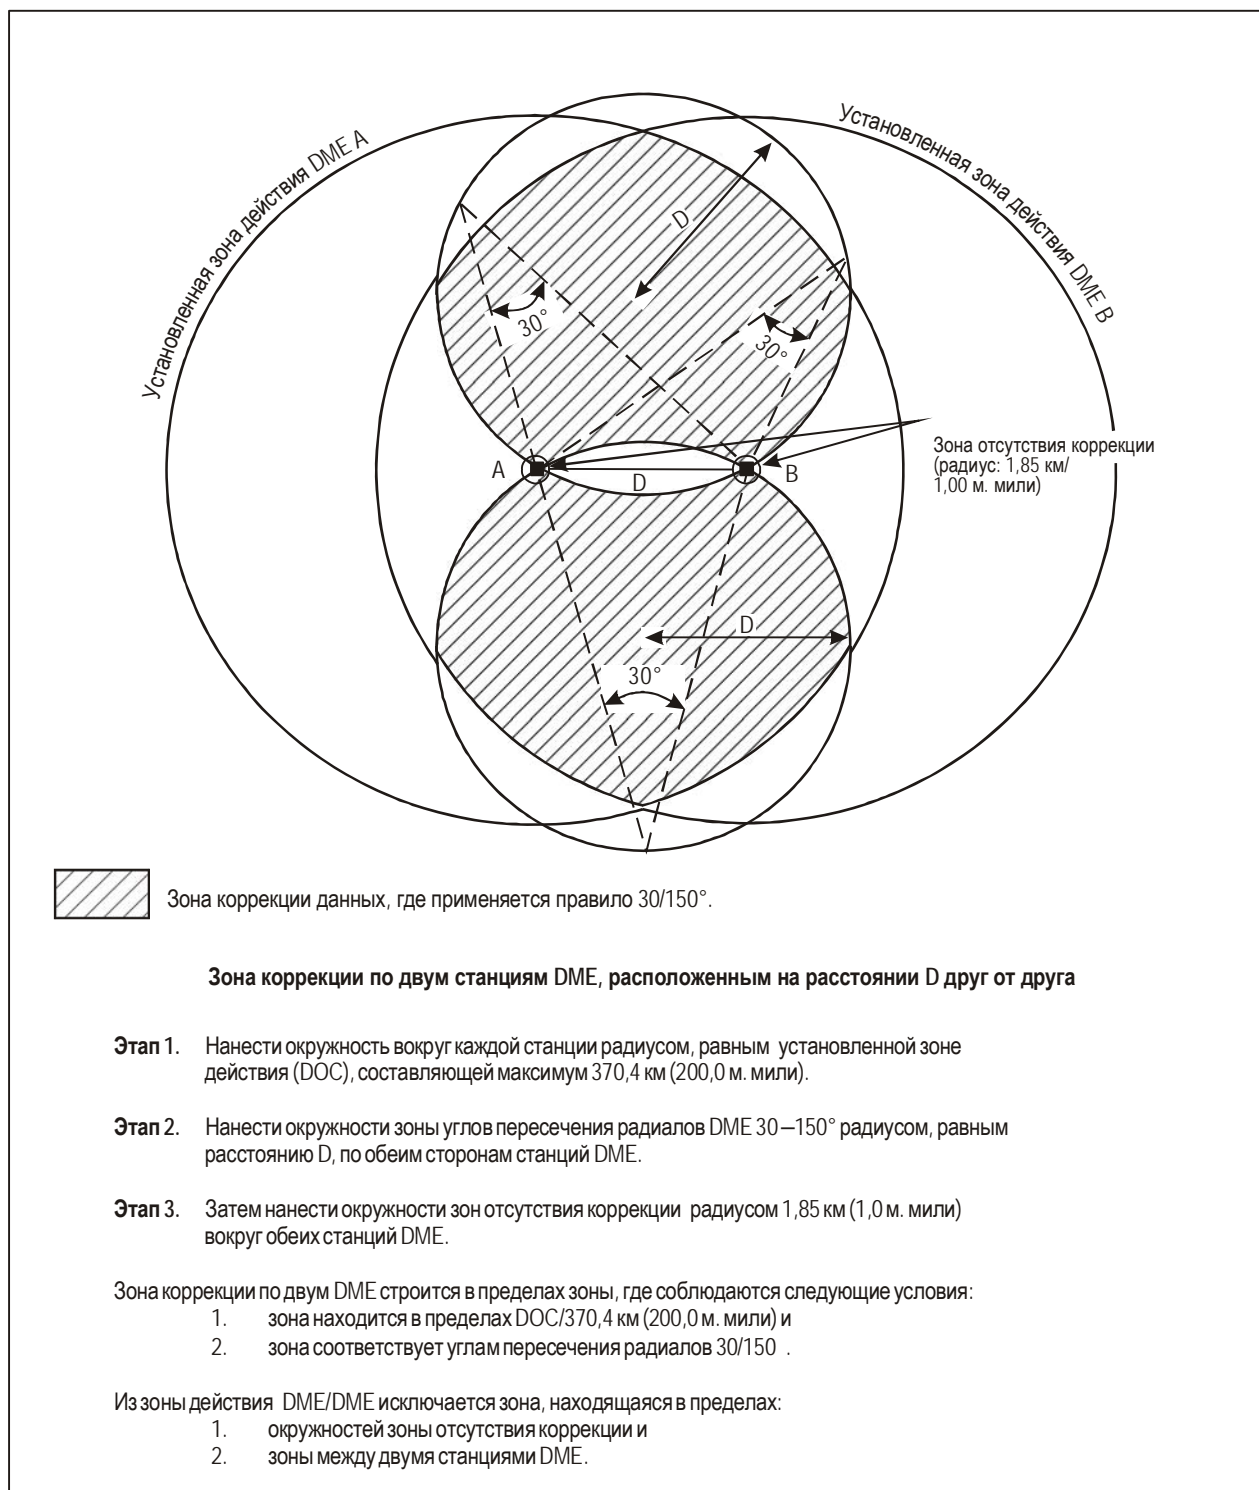 Установленная зона действия DME A
Установленная зона действия DME B
D
30°
30°
Зона отсутствия коррекции
(радиус: 1,85 км/
1,00 м. мили)
A
D
B
D
30°
Зона коррекции данных, где применяется правило 30/150°.
Зона коррекции по двум станциям DME, расположенным на расстоянии D друг от друга
Этап 1. Нанести окружность вокруг каждой станции радиусом, равным установленной зоне
действия (DOC), составляющей максимум 370,4 км (200,0 м. мили).
Этап 2. Нанести окружности зоны углов пересечения радиалов DME 30–150° радиусом, равным
расстоянию D, по обеим сторонам станций DME.
Этап 3. Затем нанести окружности зон отсутствия коррекции радиусом 1,85 км (1,0 м. мили)
вокруг обеих станций DME.
Зона коррекции по двум DME строится в пределах зоны, где соблюдаются следующие условия:
1. зона находится в пределах DOC/370,4 км (200,0 м. мили) и
2. зона соответствует углам пересечения радиалов 30/150 .
Из зоны действия DME/DME исключается зона, находящаяся в пределах:
1. окружностей зоны отсутствия коррекции и
2. зоны между двумя станциями DME.